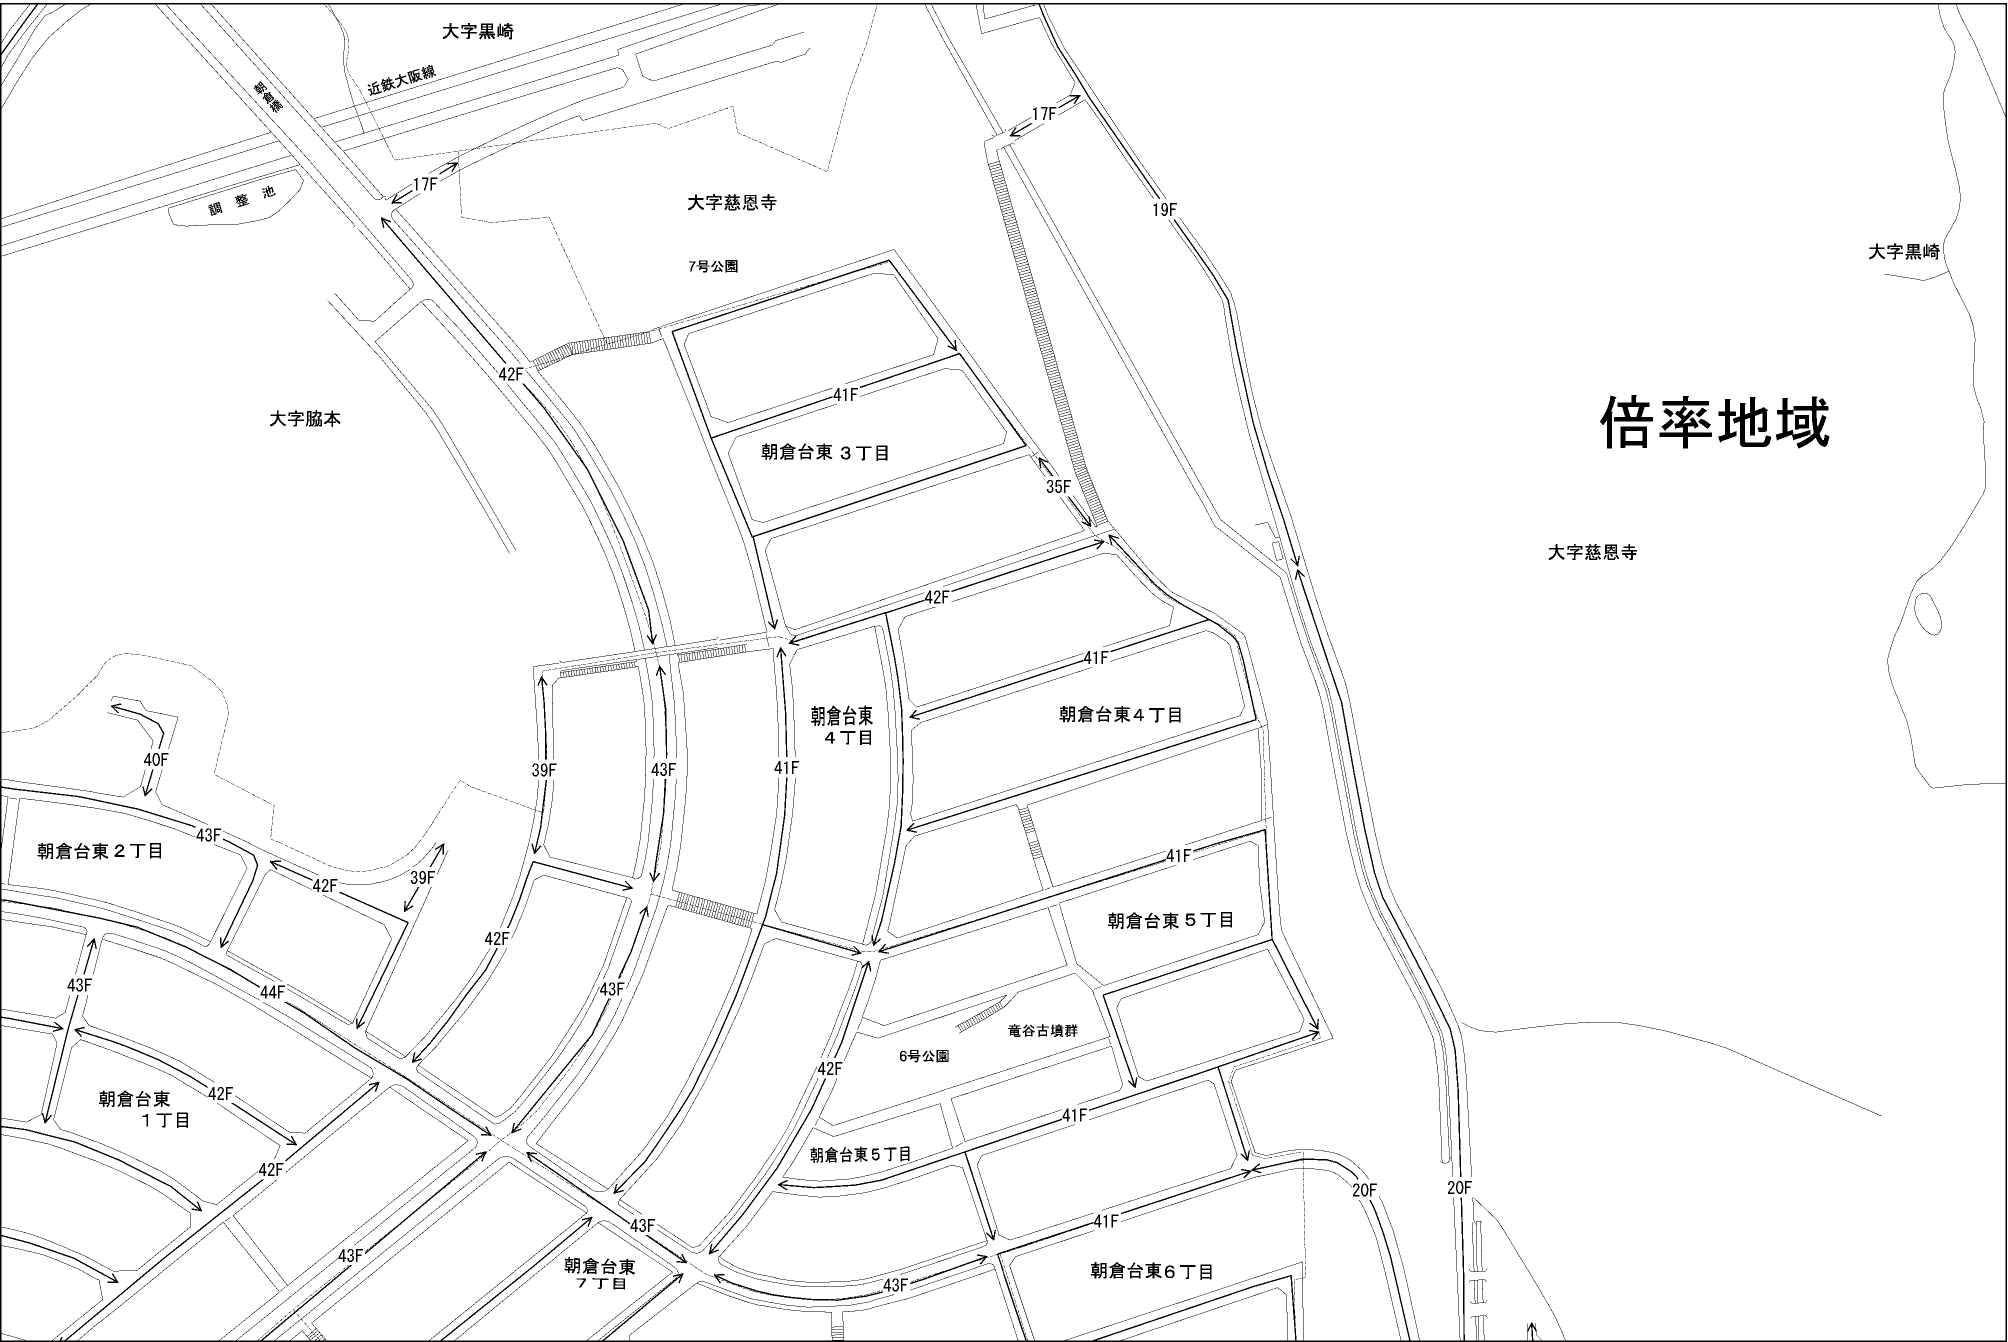 大字黒崎
近鉄大阪線
朝倉橋
17F
17F
調整池
大字慈恩寺
19F
大字黒崎
7号公園
42F
41F
大字脇本
倍率地域
朝倉台東３丁目
35F
大字慈恩寺
42F
41F
朝倉台東
４丁目
朝倉台東４丁目
40F
39F
43F
41F
43F
朝倉台東２丁目
41F
42F
39F
朝倉台東５丁目
42F
43F
44F
43F
竜谷古墳群
6号公園
42F
42F
朝倉台東
１丁目
41F
朝倉台東５丁目
42F
20F
20F
43F
41F
43F
朝倉台東
７丁目
朝倉台東６丁目
43F